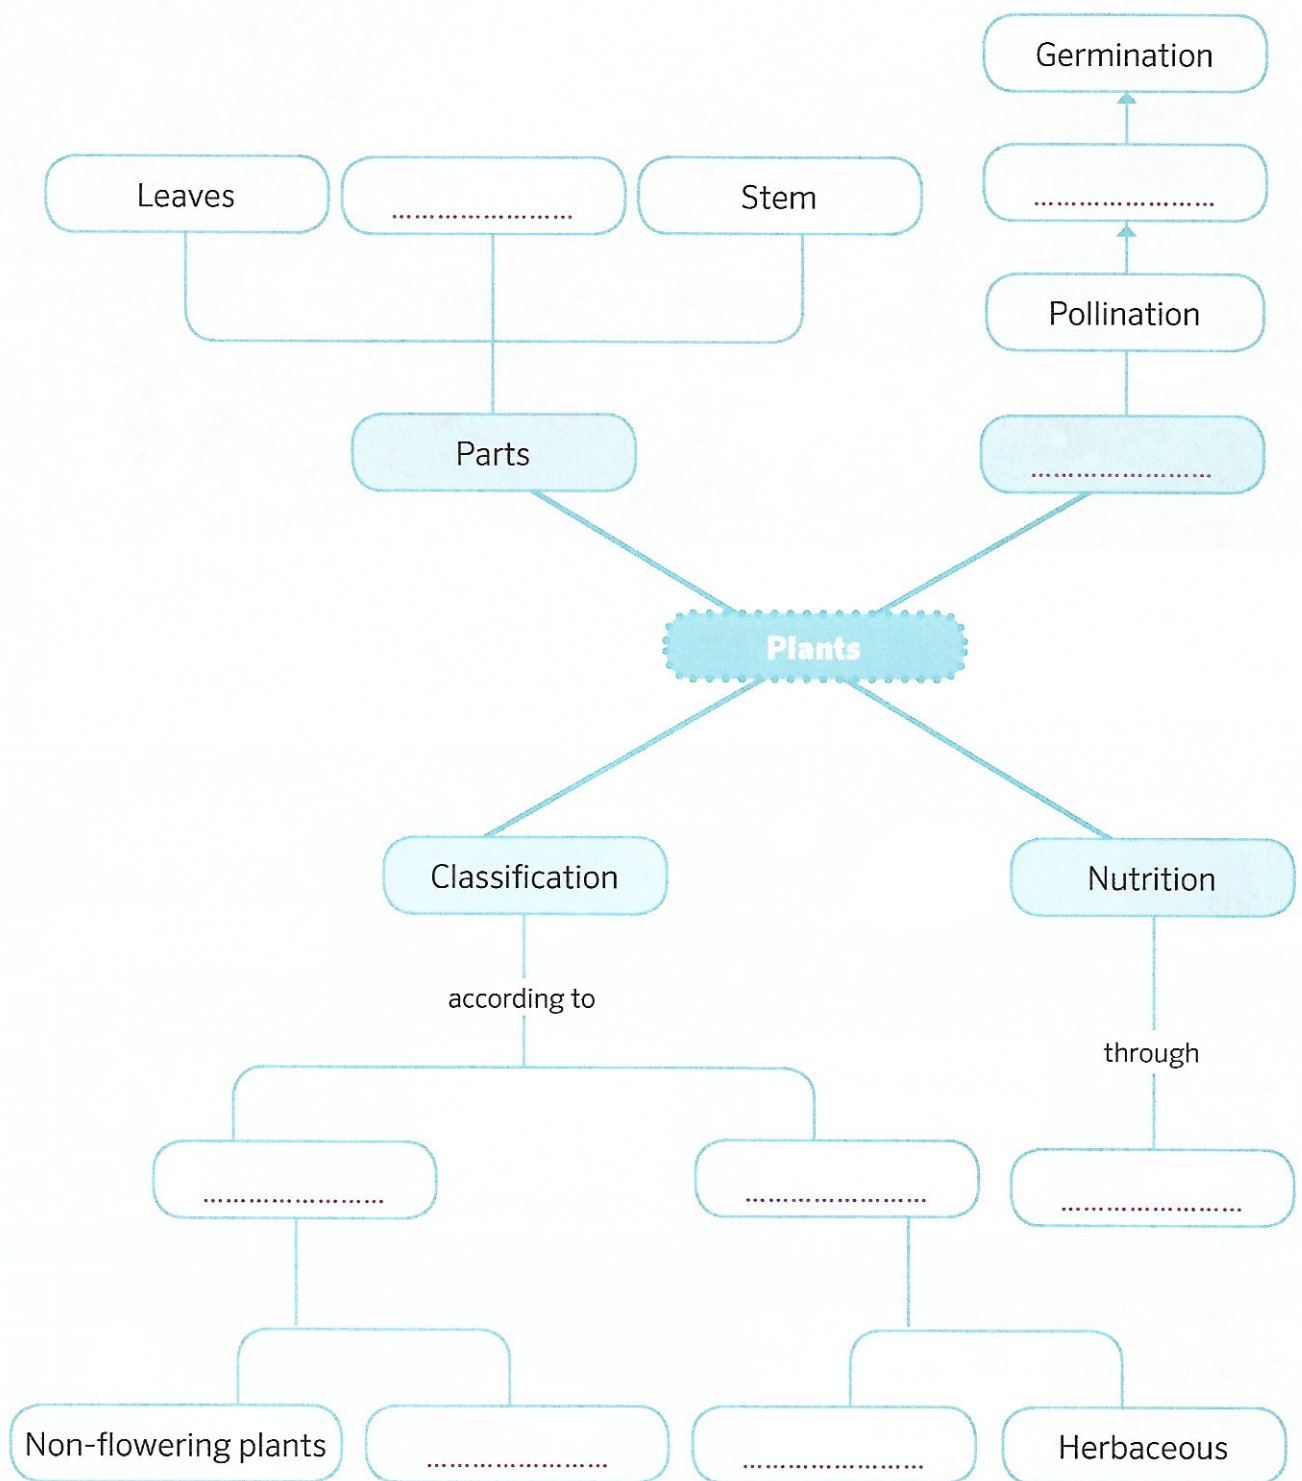 Germination
Leaves
........................
Stem
........................
Pollination
Parts
........................
Plants
Classification
Nutrition
according to
through
........................
........................
........................
Non-flowering plants
........................
........................
Herbaceous